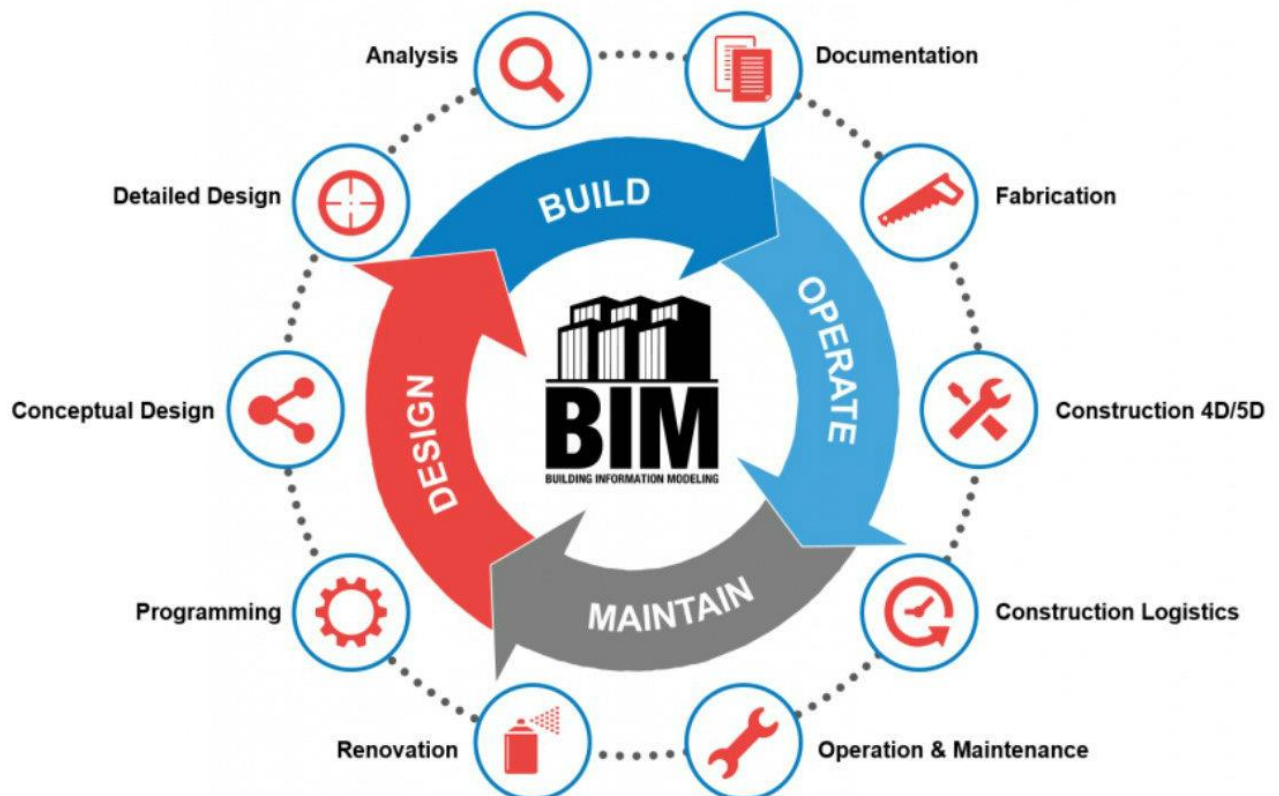 Analysis
Documentation
Detailed Design
BUILD
Fabrication
OPERATE
Conceptual Design
DESIGN
BIM
BUILDING INFORMATION MODELING
Construction 4D/5D
Programming
MAINTAIN
Construction Logistics
Renovation
Operation & Maintenance